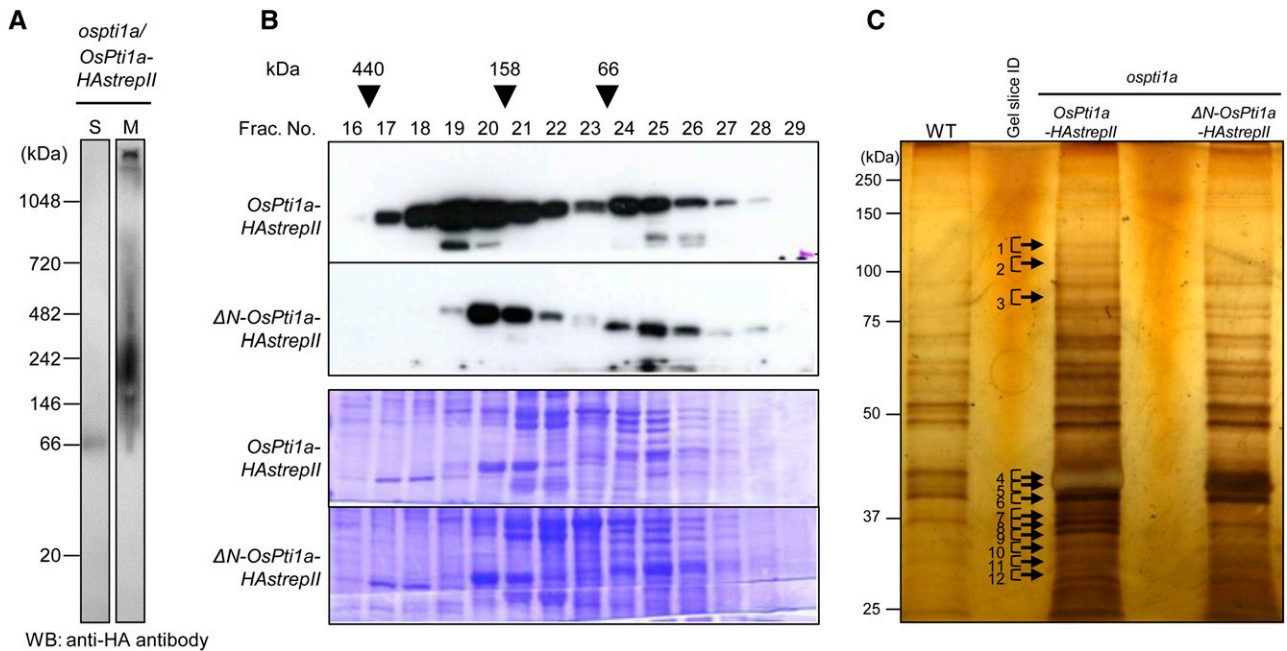 A
ospti1a/
OsPti1a-
HAstrepII
S M
(kDa)
1048
720
482
242
146
66
20
WB: anti-HA antibody
B
kDa 440 158 66
Frac. No. 16 17 18 19 20 21 22 23 24 25 26 27 28 29
OsPti1a-
HAstrepII
ΔN-OsPti1a-
HAstrepII
OsPti1a-
HAstrepII
ΔN-OsPti1a-
HAstrepII
C
Gel slice ID
ospti1a
WT
OsPti1a
-HAstrepII
ΔN-OsPti1a
-HAstrepII
(kDa)
250
150
100
75
50
37
25
1
2
3
4
5
6
7
8
9
10
11
12